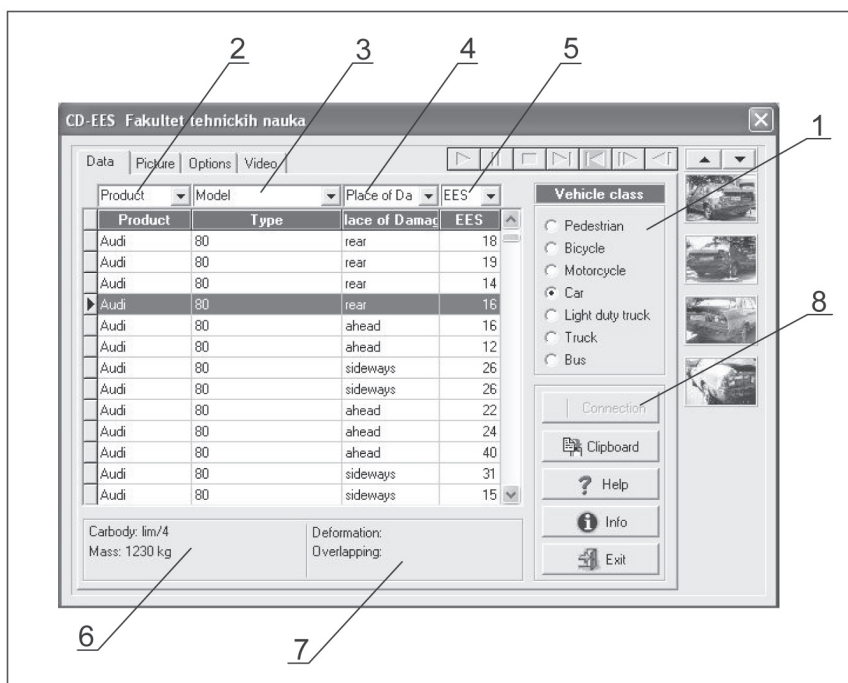 2 3 4 5
CD-EES Fakultet tehnickih nauka
1
Data Picture Options Video
Product Model Place of Da EES
Vehicle class
Product Type lace of Damag EES
Audi 80 rear 18
Audi 80 rear 19
Audi 80 rear 14
Audi 80 rear 16
Audi 80 ahead 16
Audi 80 ahead 12
Audi 80 sideways 26
Audi 80 sideways 26
Audi 80 ahead 22
Audi 80 ahead 24
Audi 80 ahead 40
Audi 80 sideways 31
Audi 80 sideways 15
Pedestrian
Bicycle
Motorcycle
Car
Light duty truck
Truck
Bus
8
Connection
Clipboard
Help
Info
Exit
Carbody: lim/4
Mass: 1230 kg
Deformation:
Overlapping:
6 7